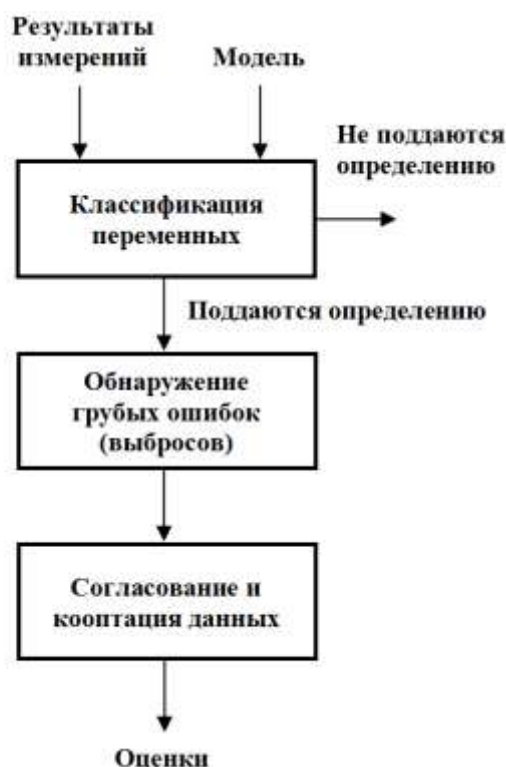 Результаты
измерений
Модель
Не поддаются
определению
Классификация
переменных
Поддаются определению
Обнаружение
грубых ошибок
(выбросов)
Согласование и
кооптация данных
Оценки